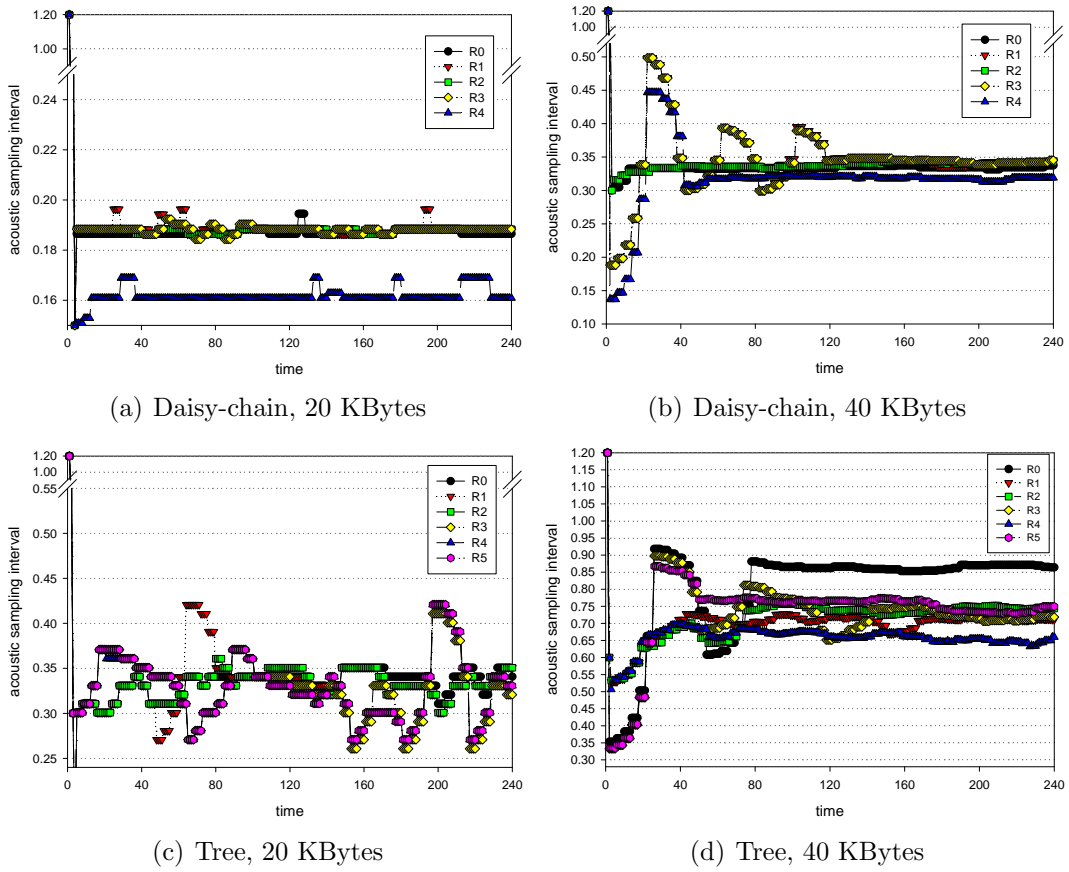 1.20
1.00
0.24
0.22
0.20
0.18
0.16
acoustic sampling interval
0 40 80 120 160 200 240
time
R0
R1
R2
R3
R4
(a) Daisy-chain, 20 KBytes
1.20
1.00
0.50
0.45
0.40
0.35
0.30
0.25
0.20
0.15
0.10
acoustic sampling interval
0 40 80 120 160 200 240
time
R0
R1
R2
R3
R4
(b) Daisy-chain, 40 KBytes
1.20
1.00
0.55
0.50
0.45
0.40
0.35
0.30
0.25
acoustic sampling interval
0 40 80 120 160 200 240
time
R0
R1
R2
R3
R4
R5
(c) Tree, 20 KBytes
1.20
1.15
1.10
1.05
1.00
0.95
0.90
0.85
0.80
0.75
0.70
0.65
0.60
0.55
0.50
0.45
0.40
0.35
0.30
acoustic sampling interval
0 40 80 120 160 200 240
time
R0
R1
R2
R3
R4
R5
(d) Tree, 40 KBytes